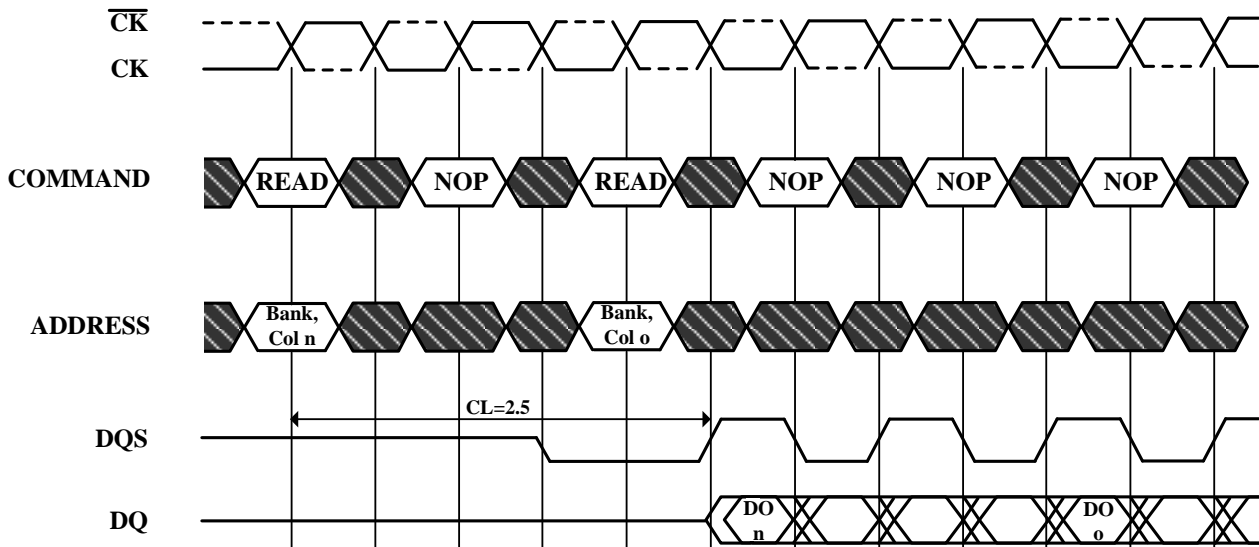 CK
CK
COMMAND READ NOP READ NOP NOP NOP
ADDRESS Bank, Col n Bank, Col o
CL=2.5
DQS
DQ DO n DO o